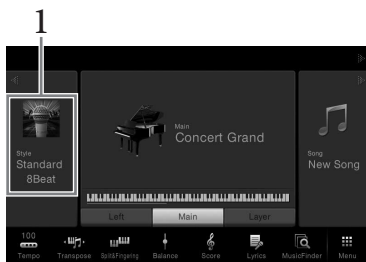 1
Style
Standard
8Beat
Main
Concert Grand
Song
New Song
Left Main Layer
100
Tempo Transpose Split&Fingering Balance Score Lyrics MusicFinder Menu